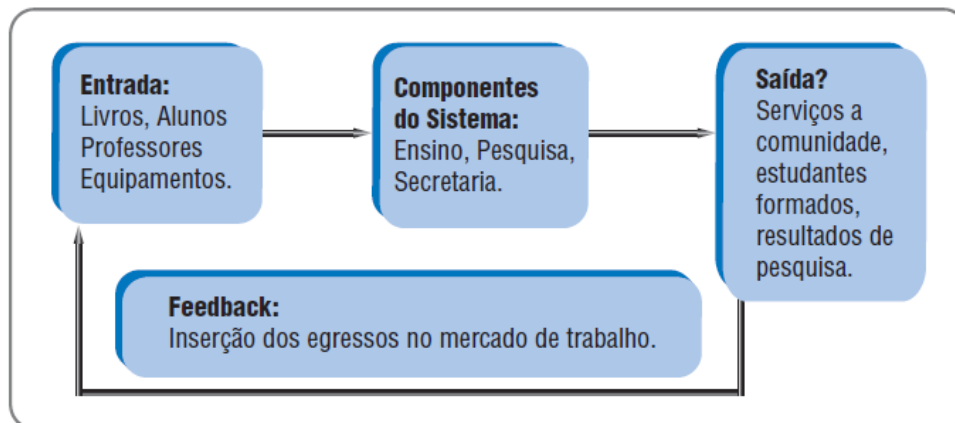 Entrada:
Livros, Alunos
Professores
Equipamentos.
Componentes
do Sistema:
Ensino, Pesquisa,
Secretaria.
Saída?
Serviços a
comunidade,
estudantes
formados,
resultados de
pesquisa.
Feedback:
Inserção dos egressos no mercado de trabalho.